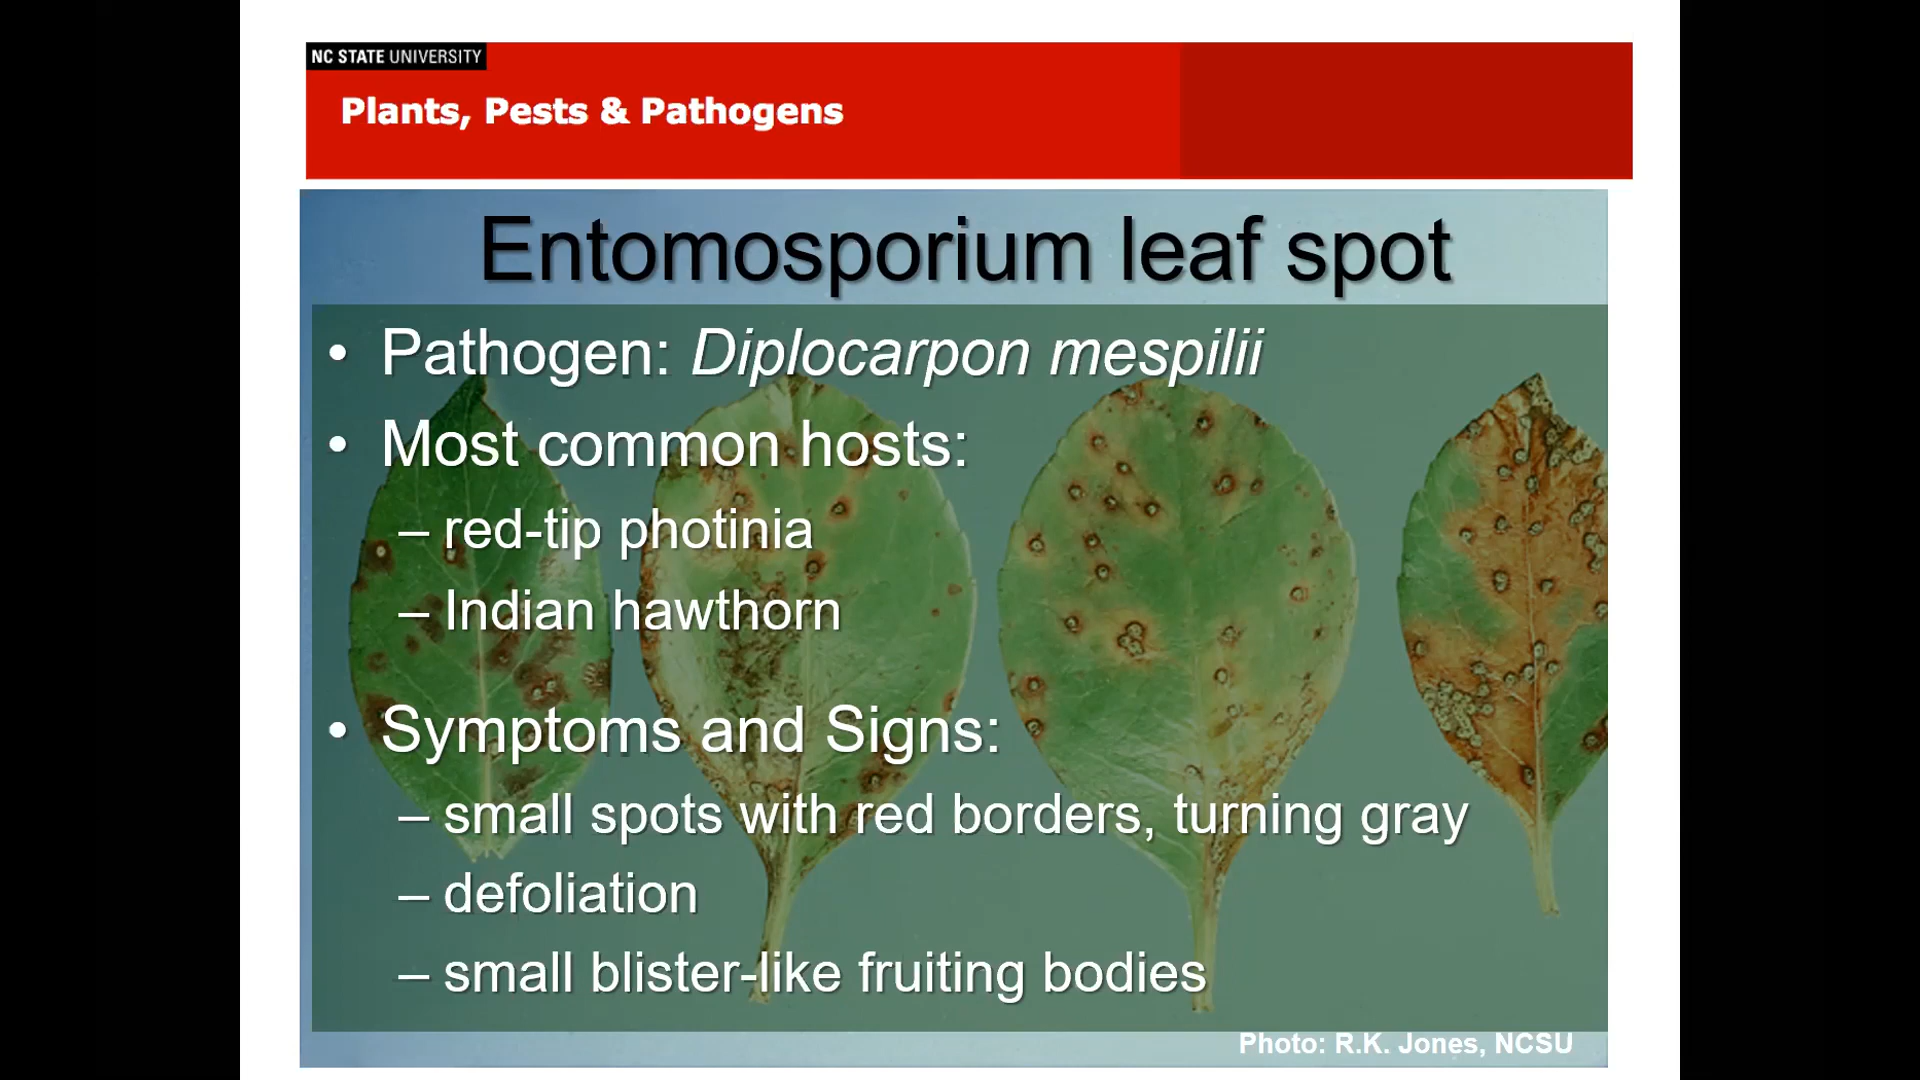 NC STATE UNIVERSITY
Plants, Pests & Pathogens
Entomosporium leaf spot
• Pathogen: Diplocarpon mespilii
• Most common hosts:
– red-tip photinia
– Indian hawthorn
• Symptoms and Signs:
– small spots with red borders, turning gray
– defoliation
– small blister-like fruiting bodies
Photo: R.K. Jones, NCSU